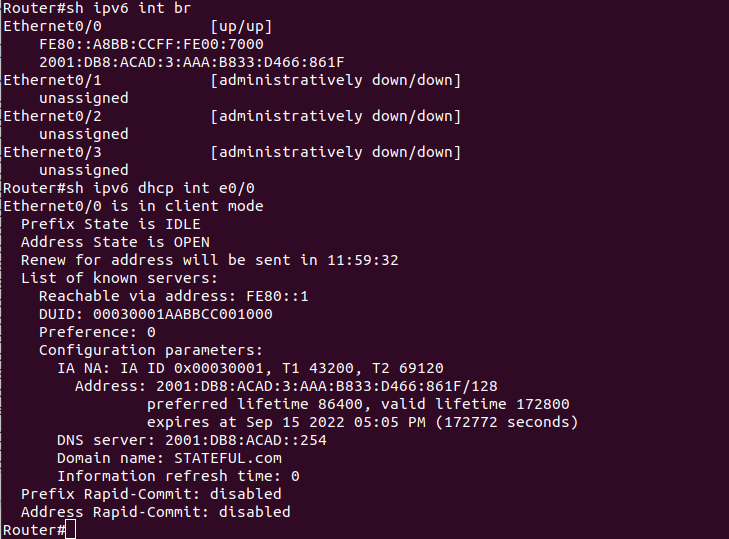 Router#sh ipv6 int br
Ethernet0/0            [up/up]
    FE80::A8BB:CCFF:FE00:7000
    2001:DB8:ACAD:3:AAA:B833:D466:861F
Ethernet0/1            [administratively down/down]
    unassigned
Ethernet0/2            [administratively down/down]
    unassigned
Ethernet0/3            [administratively down/down]
    unassigned
Router#sh ipv6 dhcp int e0/0
Ethernet0/0 is in client mode
  Prefix State is IDLE
  Address State is OPEN
  Renew for address will be sent in 11:59:32
  List of known servers:
    Reachable via address: FE80::1
    DUID: 00030001AABBCC001000
    Preference: 0
    Configuration parameters:
      IA NA: IA ID 0x00030001, T1 43200, T2 69120
        Address: 2001:DB8:ACAD:3:AAA:B833:D466:861F/128
                preferred lifetime 86400, valid lifetime 172800
                expires at Sep 15 2022 05:05 PM (172772 seconds)
      DNS server: 2001:DB8:ACAD::254
      Domain name: STATEFUL.com
      Information refresh time: 0
  Prefix Rapid-Commit: disabled
  Address Rapid-Commit: disabled
Router#